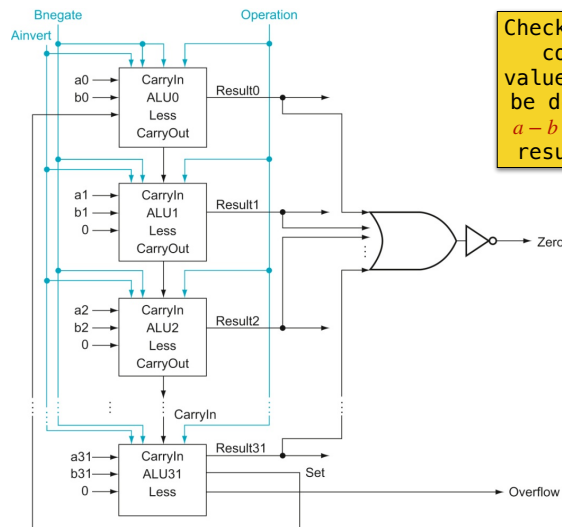 Bnegate
Operation
Ainvert
Check
co
value
be d
a – b
resu
a0
b0
CarryIn
ALU0
Less
CarryOut
Result0
a1
b1
0
CarryIn
ALU1
Less
CarryOut
Result1
Zero
a2
b2
0
CarryIn
ALU2
Less
CarryOut
Result2
CarryIn
a31
b31
0
CarryIn
ALU31
Less
Result31
Set
Overflow